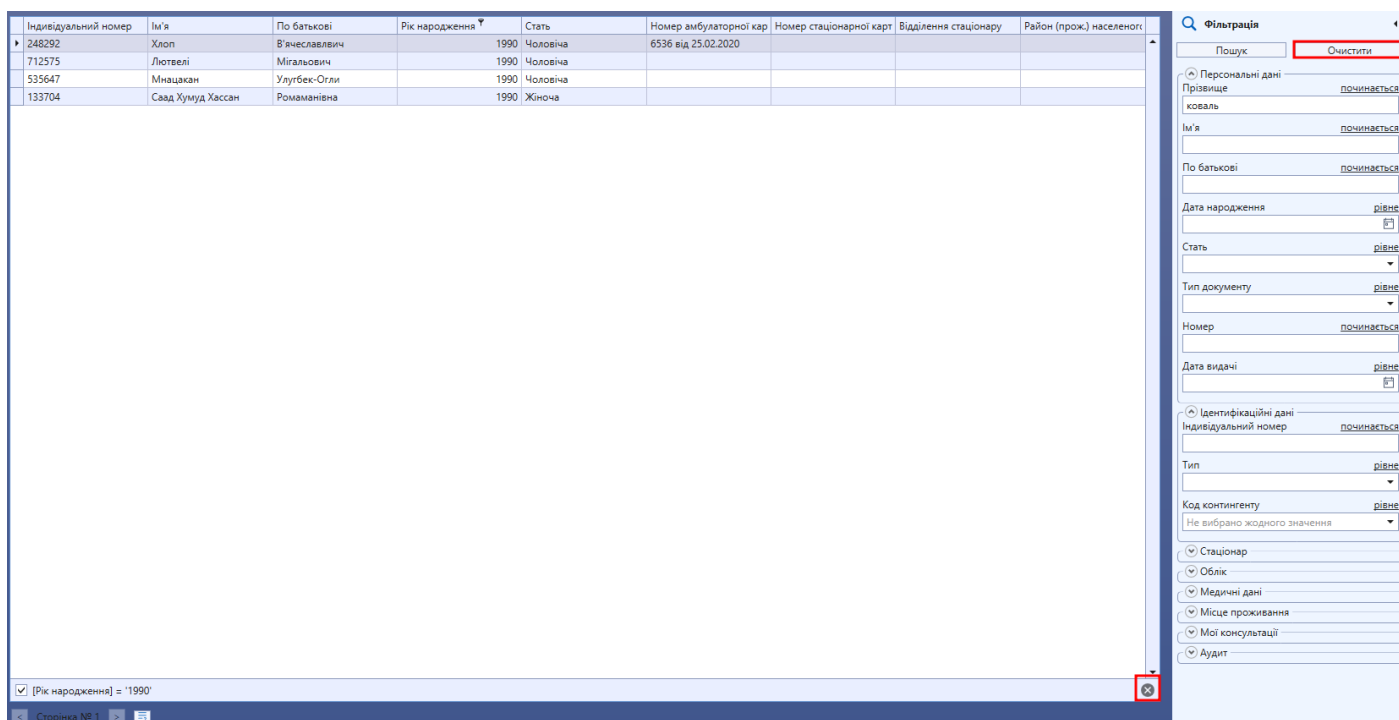 Індивідуальний номер Ім'я По батькові Рік народження Стать Номер амбулаторної кар Номер стаціонарної карт Відділення стаціонару Район (прож.) населеного
248292 Хлоп В'ячеславлвич 1990 Чоловіча 6536 від 25.02.2020
712575 Лютвелі Мігальович 1990 Чоловіча
535647 Мнацакан Улугбек-Огли 1990 Чоловіча
133704 Саад Хумуд Хассан Ромаманівна 1990 Жіноча
[Рік народження] = '1990'
< Сторінка № 1 >
Фільтрація
Пошук Очистити
Персональні дані
Прізвище починається
коваль
Ім'я починається
По батькові починається
Дата народження рівне
Стать рівне
Тип документу рівне
Номер починається
Дата видачі рівне
Ідентифікаційні дані
Індивідуальний номер починається
Тип рівне
Код контингенту рівне
Не вибрано жодного значення
Стаціонар
Облік
Медичні дані
Місце проживання
Мої консультації
Аудит